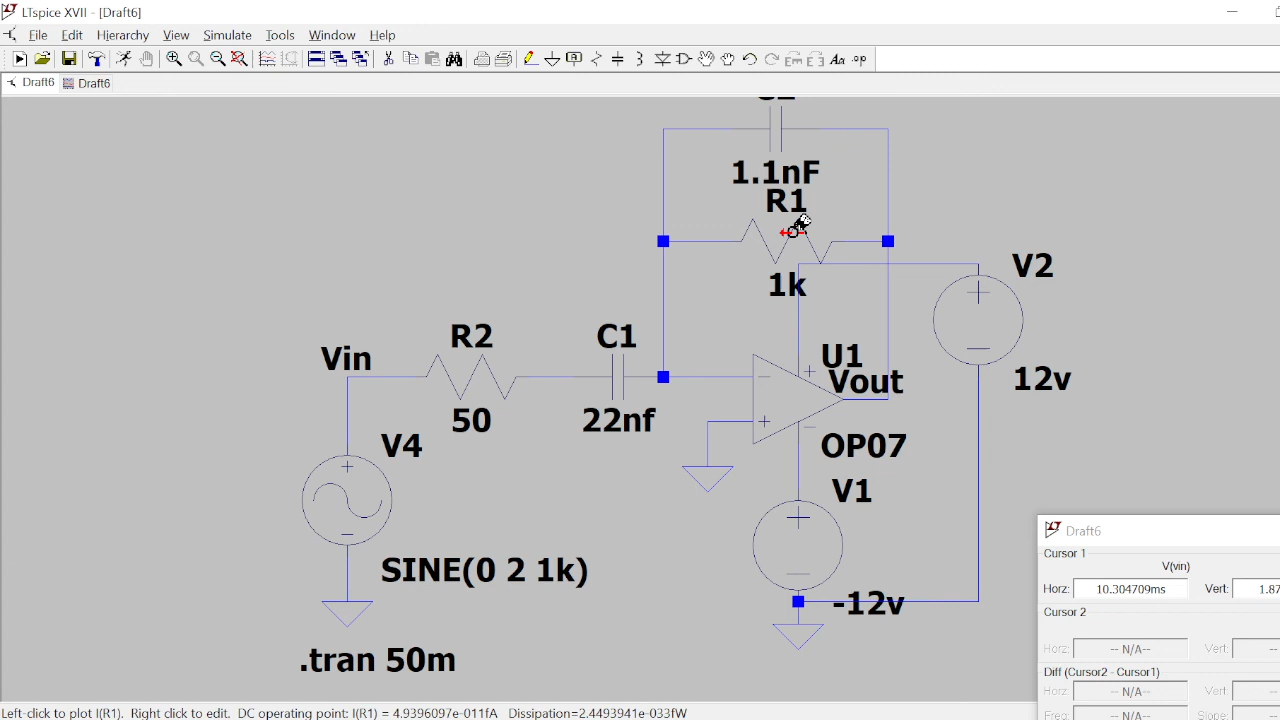 LTspice XVII - [Draft6]
File Edit Hierarchy View Simulate Tools Window Help
Draft6 Draft6
1.1nF
R1
1k
V2
12v
Vin
R2
50
C1
22nf
U1
Vout
OP07
V4
SINE(0 2 1k)
V1
-12v
.tran 50m
Draft6
Cursor 1
V(vin)
Horz: 10.304709ms Vert: 1.87
Cursor 2
Horz: -- N/A-- Vert: --
Diff (Cursor2 - Cursor1)
Horz: -- N/A-- Vert: --
Freq: -- N/A-- Slope: --
Left-click to plot I(R1). Right click to edit. DC operating point: I(R1) = 4.9396097e-011fA Dissipation=2.4493941e-033fW